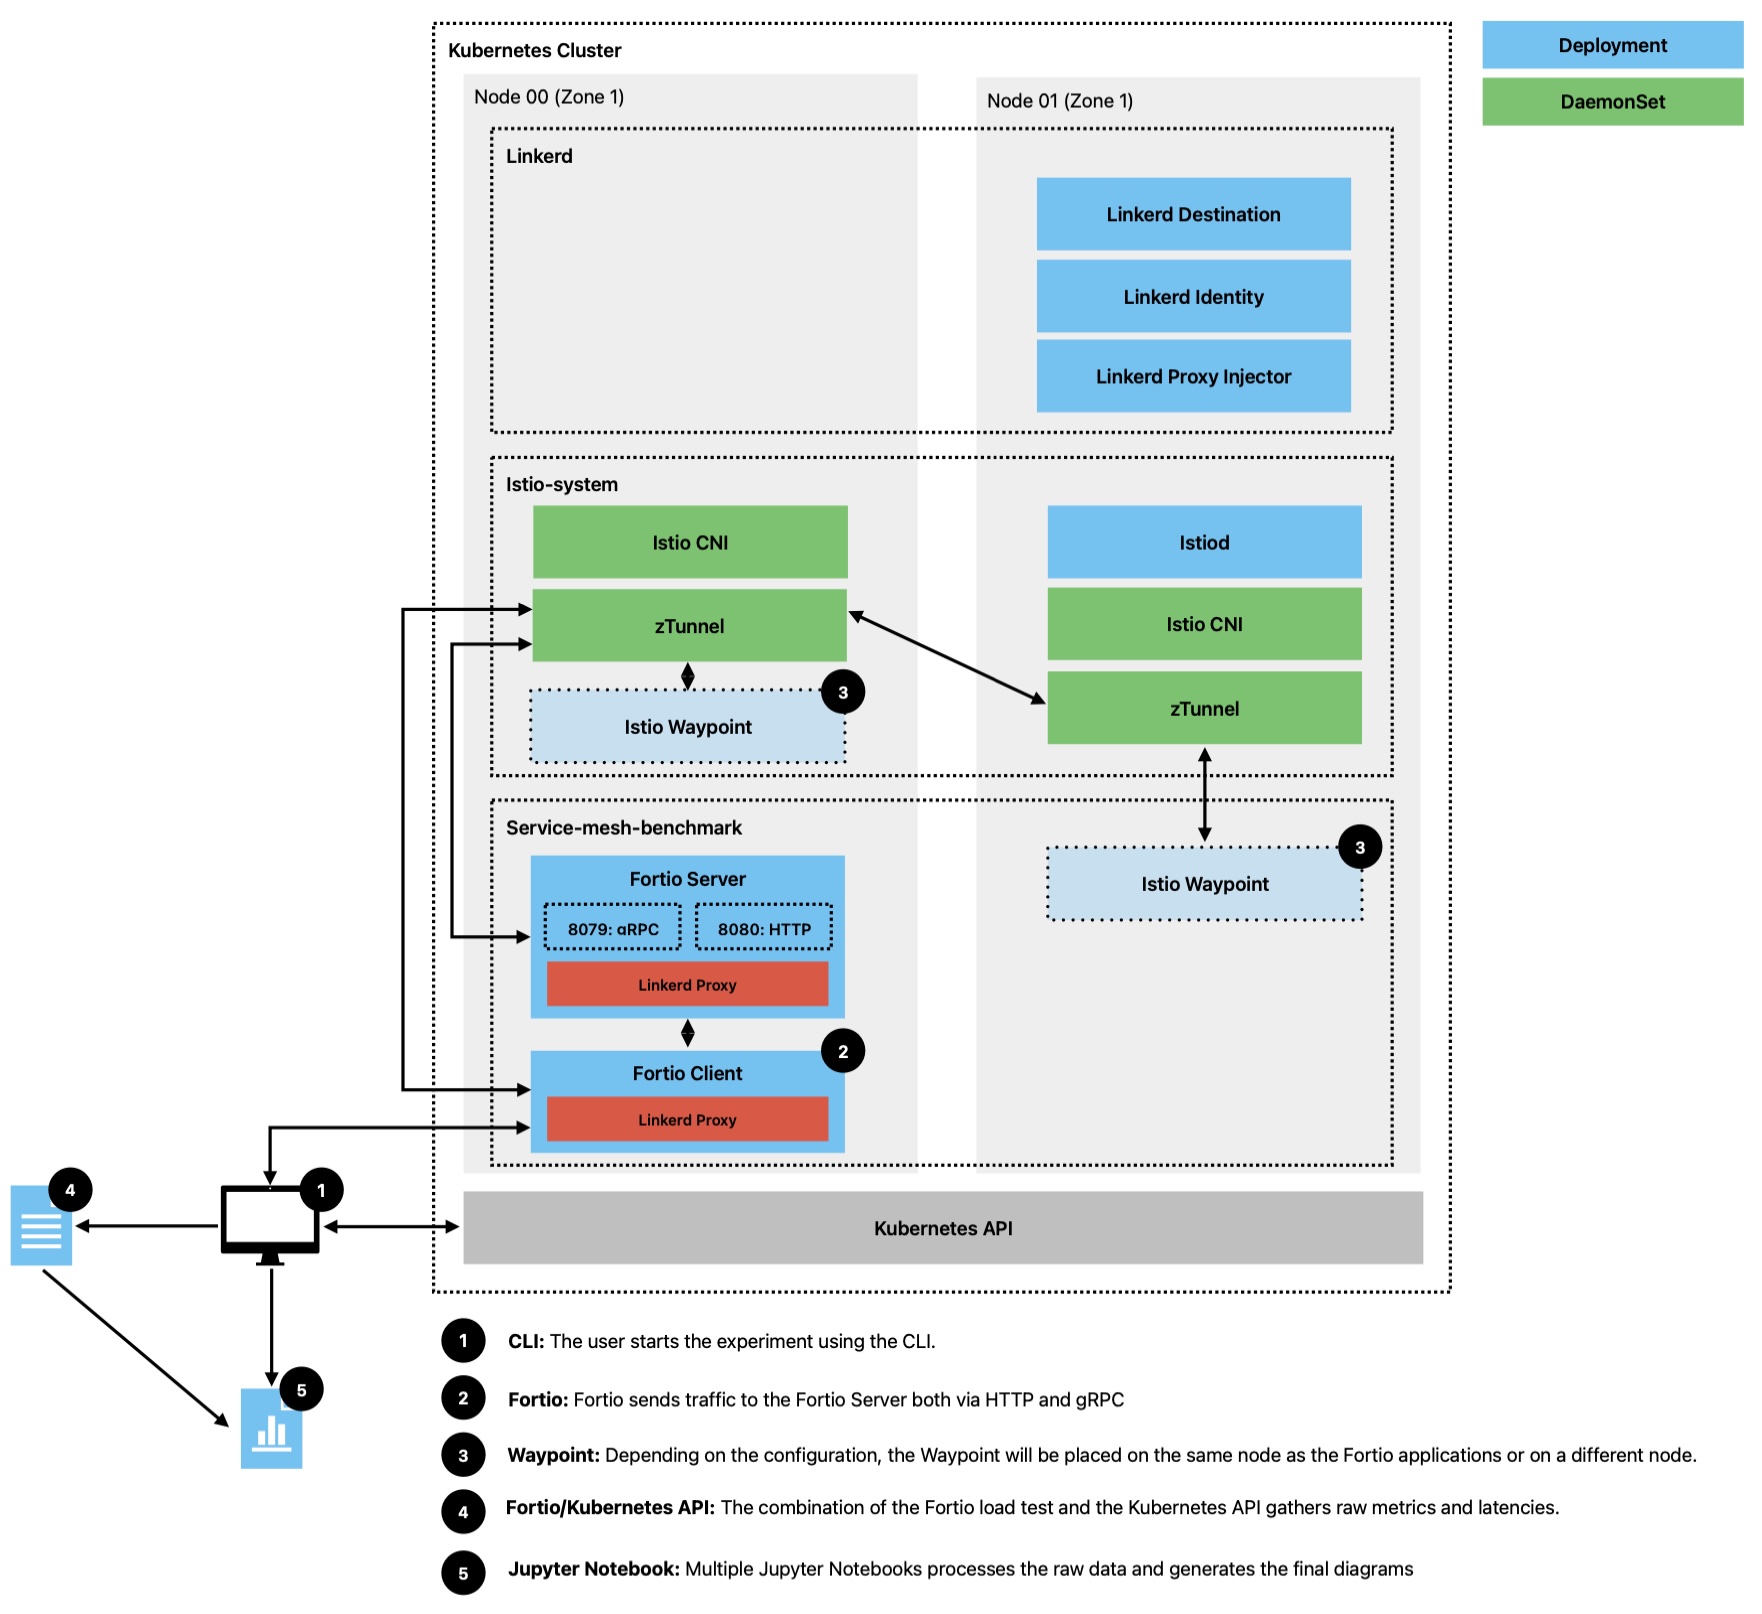 Kubernetes Cluster
Deployment
DaemonSet
Node 00 (Zone 1)
Node 01 (Zone 1)
Linkerd
Linkerd Destination
Linkerd Identity
Linkerd Proxy Injector
Istio-system
Istio CNI
zTunnel
3
Istio Waypoint
Istiod
Istio CNI
zTunnel
Service-mesh-benchmark
Fortio Server
8079: gRPC
8080: HTTP
Linkerd Proxy
3
Istio Waypoint
2
Fortio Client
Linkerd Proxy
4
1
Kubernetes API
5
1 CLI: The user starts the experiment using the CLI.
2 Fortio: Fortio sends traffic to the Fortio Server both via HTTP and gRPC
3 Waypoint: Depending on the configuration, the Waypoint will be placed on the same node as the Fortio applications or on a different node.
4 Fortio/Kubernetes API: The combination of the Fortio load test and the Kubernetes API gathers raw metrics and latencies.
5 Jupyter Notebook: Multiple Jupyter Notebooks processes the raw data and generates the final diagrams